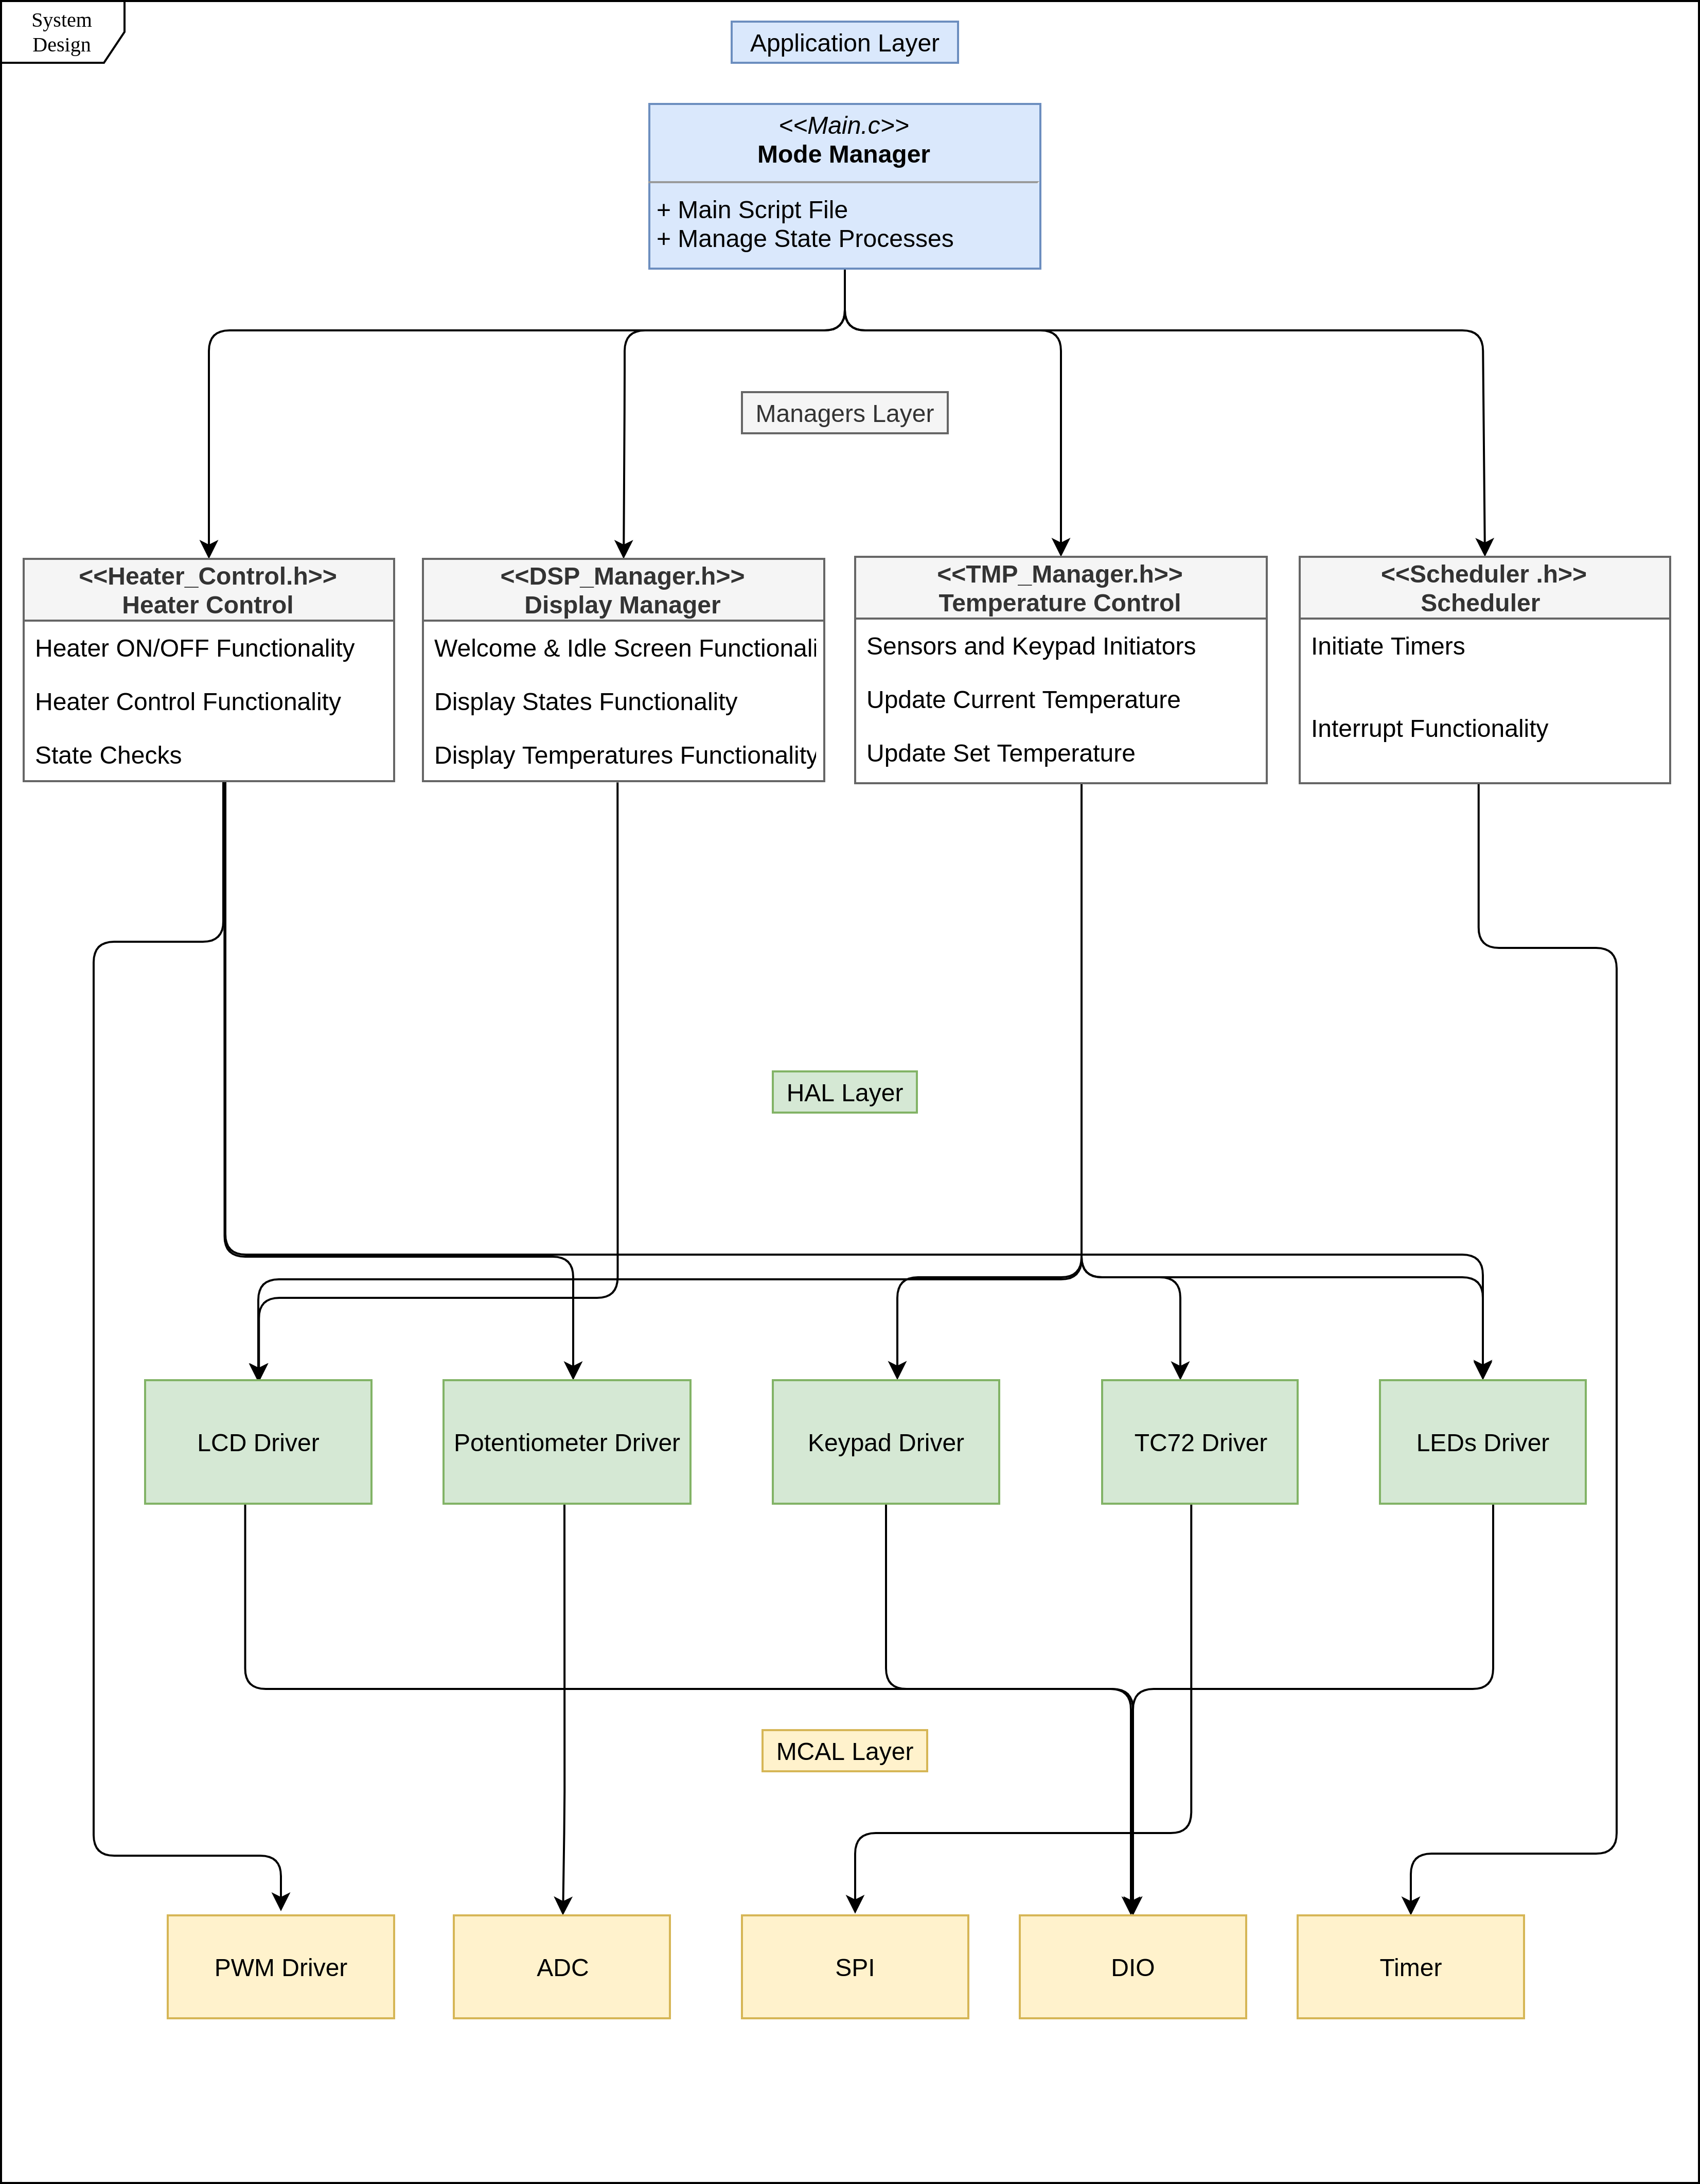 System
Design
Application Layer
<<Main.c>>
Mode Manager
+ Main Script File
+ Manage State Processes
Managers Layer
<<Heater_Control.h>>
Heater Control
Heater ON/OFF Functionality
Heater Control Functionality
State Checks
<<DSP_Manager.h>>
Display Manager
Welcome & Idle Screen Functionali
Display States Functionality
Display Temperatures Functionality
<<TMP_Manager.h>>
Temperature Control
Sensors and Keypad Initiators
Update Current Temperature
Update Set Temperature
<<Scheduler .h>>
Scheduler
Initiate Timers
Interrupt Functionality
HAL Layer
LCD Driver
Potentiometer Driver
Keypad Driver
TC72 Driver
LEDs Driver
MCAL Layer
PWM Driver
ADC
SPI
DIO
Timer